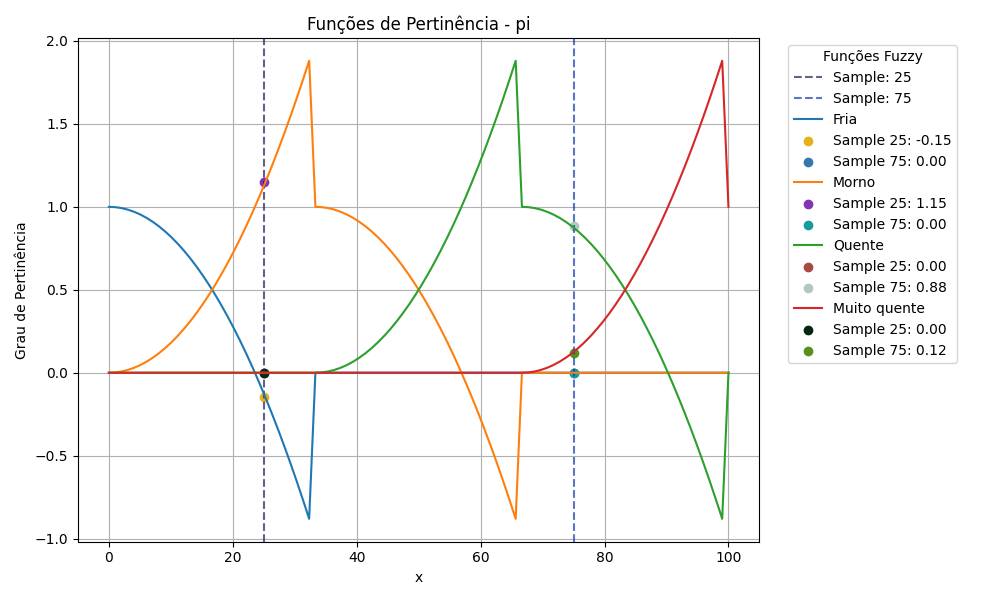 Funções de Pertinência - pi
Grau de Pertinência
2.0
1.5
1.0
0.5
0.0
−0.5
−1.0
0
20
40
60
80
100
x
Funções Fuzzy
Sample: 25
Sample: 75
Fria
Sample 25: -0.15
Sample 75: 0.00
Morno
Sample 25: 1.15
Sample 75: 0.00
Quente
Sample 25: 0.00
Sample 75: 0.88
Muito quente
Sample 25: 0.00
Sample 75: 0.12